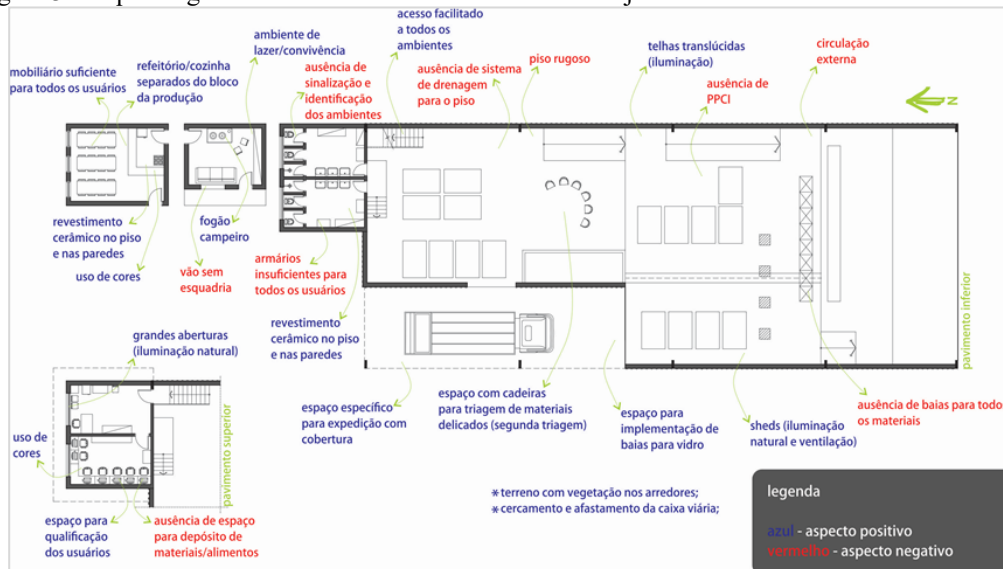 mobiliário suficiente
para todos os usuários
refeitório/cozinha
separados do bloco
da produção
ambiente de
lazer/convivência
ausência de
sinalização e
identificação
dos ambientes
acesso facilitado
a todos os
ambientes
ausência de sistema
de drenagem
para o piso
piso rugoso
telhas translúcidas
(iluminação)
ausência de
PPCI
circulação
externa
N
revestimento
cerâmico no piso
e nas paredes
uso de cores
vão sem
esquadria
fogão
campeiro
armários
insuficientes para
todos os usuários
revestimento
cerâmico no piso
e nas paredes
pavimento inferior
grandes aberturas
(iluminação natural)
uso de
cores
pavimento superior
espaço para
qualificação
dos usuários
ausência de espaço
para depósito de
materiais/alimentos
espaço específico
para expedição com
cobertura
espaço com cadeiras
para triagem de materiais
delicados (segunda triagem)
espaço para
implementação de
baias para vidro
sheds (iluminação
natural e ventilação)
ausência de baias para todo
os materiais
* terreno com vegetação nos arredores;
* cercamento e afastamento da caixa viária;
legenda
azul - aspecto positivo
vermelho - aspecto negativo